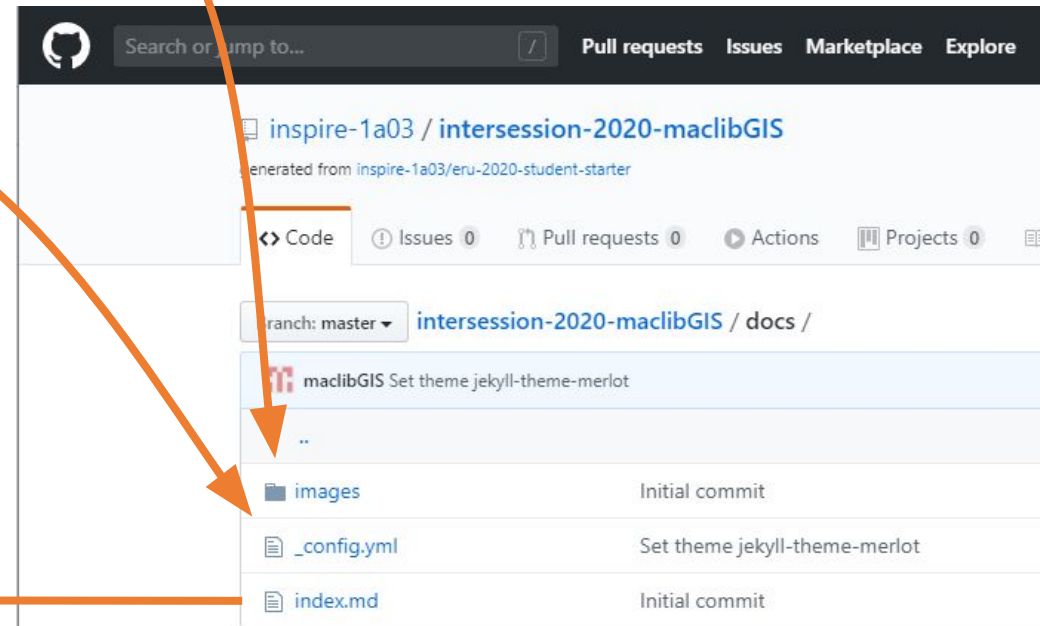 Search or jump to... / Pull requests Issues Marketplace Explore
inspire-1a03 / intersession-2020-maclibGIS
generated from inspire-1a03/eru-2020-student-starter
<> Code Issues 0 Pull requests 0 Actions Projects 0
Branch: master intersession-2020-maclibGIS / docs /
maclibGIS Set theme jekyll-theme-merlot
..
images Initial commit
_config.yml Set theme jekyll-theme-merlot
index.md Initial commit